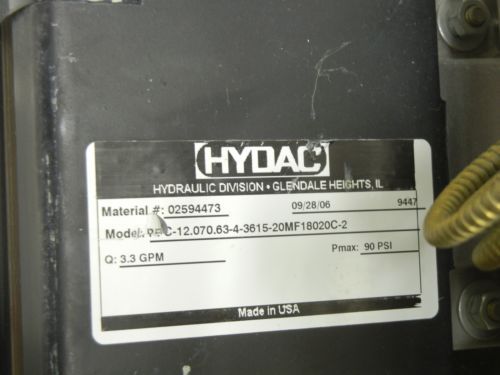 HYDAC
HYDRAULIC DIVISION • GLENDALE HEIGHTS, IL
Material #: 02594473 09/28/06 9447
Model: C-12.070.63-4-3615-20MF18020C-2
Q: 3.3 GPM Pmax: 90 PSI
Made in USA